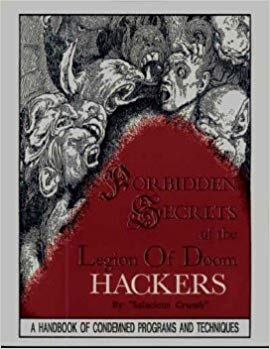 FORBIDDEN
SECRETS
of the
Legion Of Doom
HACKERS
By "Salacious Crumb"
A HANDBOOK OF CONDEMNED PROGRAMS AND TECHNIQUES